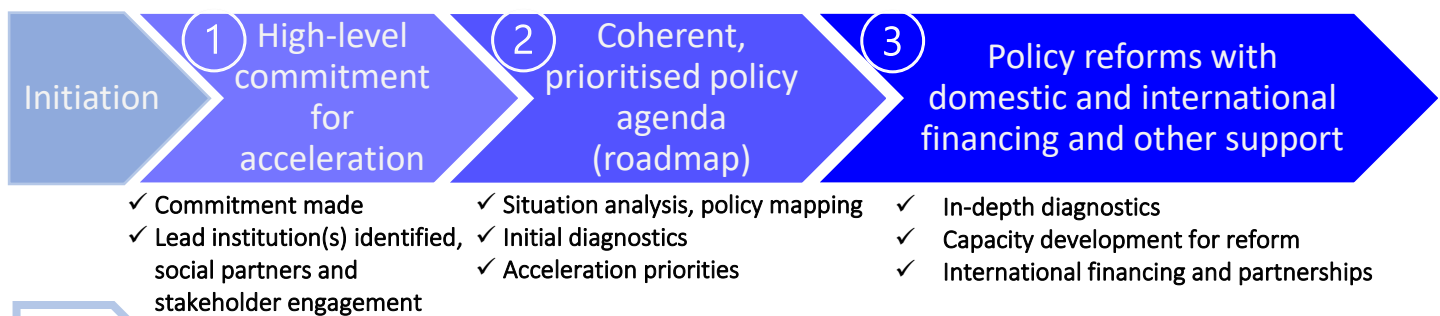 Initiation
1
High-level
commitment
for
acceleration
2
Coherent,
prioritised policy
agenda
(roadmap)
3
Policy reforms with
domestic and international
financing and other support
✓ Commitment made
✓ Lead institution(s) identified,
social partners and
stakeholder engagement
✓ Situation analysis, policy mapping
✓ Initial diagnostics
✓ Acceleration priorities
✓ In-depth diagnostics
✓ Capacity development for reform
✓ International financing and partnerships